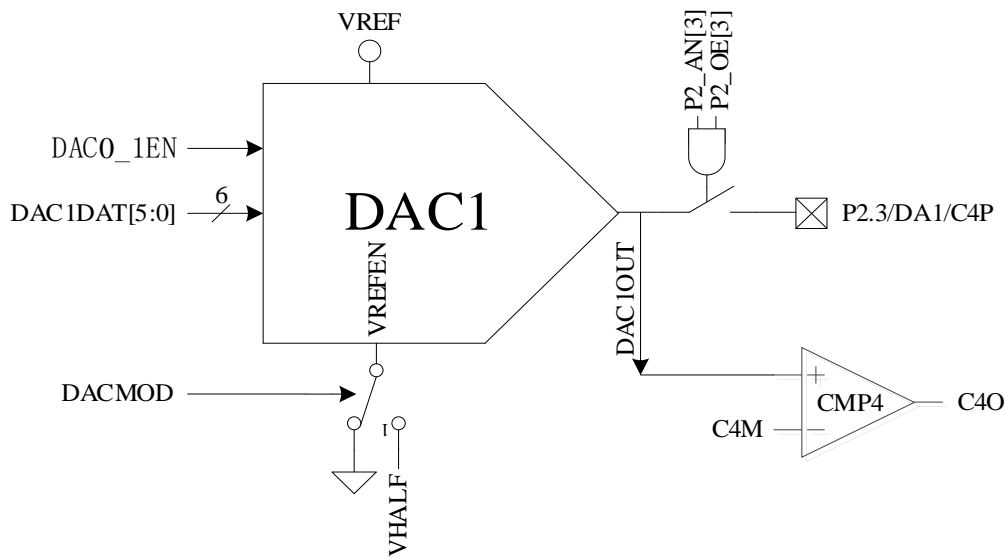 VREF
P2_AN[3]
P2_OE[3]
DAC0_1EN
DAC1DAT[5:0]
6
DAC1
VREFEN
P2.3/DA1/C4P
DAC1OUT
DACMOD
1
VHALF
+
CMP4
C4O
C4M